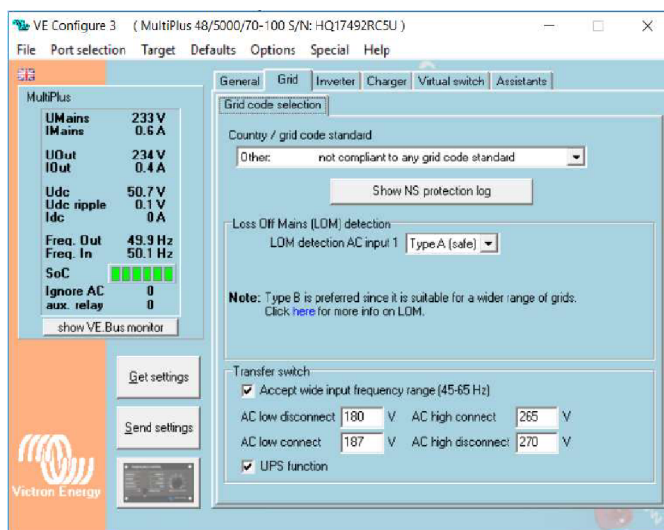 VE Configure 3 ( MultiPlus 48/5000/70-100 S/N: HQ17492RC5U )
File Port selection Target Defaults Options Special Help
MultiPlus
UMains 233 V
IMains 0.6 A
UOut 234 V
IOut 0.4 A
Udc 50.7 V
Udc ripple 0.1 V
Idc 0 A
Freq. Out 49.9 Hz
Freq. In 50.1 Hz
SoC
Ignore AC 0
aux. relay 0
show VE.Bus monitor
Get settings
Send settings
Victron Energy
General Grid Inverter Charger Virtual switch Assistants
Grid code selection
Country / grid code standard
Other: not compliant to any grid code standard
Show NS protection log
Loss Off Mains (LOM) detection
LOM detection AC input 1 Type A (safe)
Note: Type B is preferred since it is suitable for a wider range of grids.
Click here for more info on LOM.
Transfer switch
Accept wide input frequency range (45-65 Hz)
AC low disconnect 180 V AC high connect 265 V
AC low connect 187 V AC high disconnect 270 V
UPS function